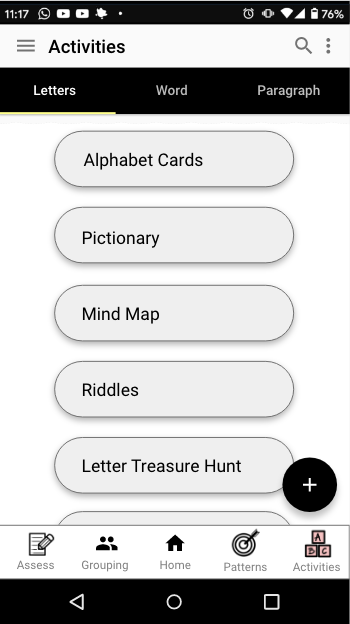 11:17 76%
Activities
Letters Word Paragraph
Alphabet Cards
Pictionary
Mind Map
Riddles
Letter Treasure Hunt
+
A
B C
Assess Grouping Home Patterns Activities